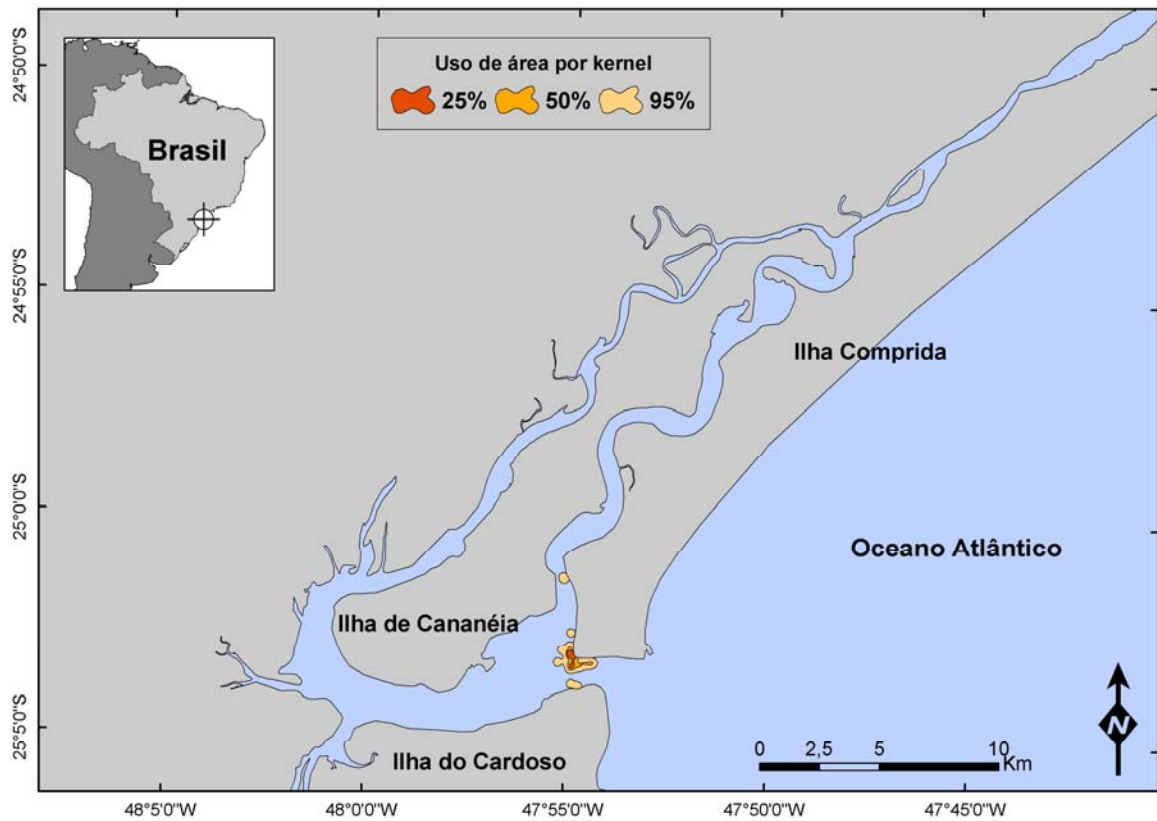 Uso de área por kernel
25% 50% 95%
Brasil
24°50'0"S
24°55'0"S
25°0'0"S
25°5'0"S
Ilha Comprida
Oceano Atlântico
Ilha de Cananéia
Ilha do Cardoso
0 2,5 5 10
Km
N
48°5'0"W 48°0'0"W 47°55'0"W 47°50'0"W 47°45'0"W